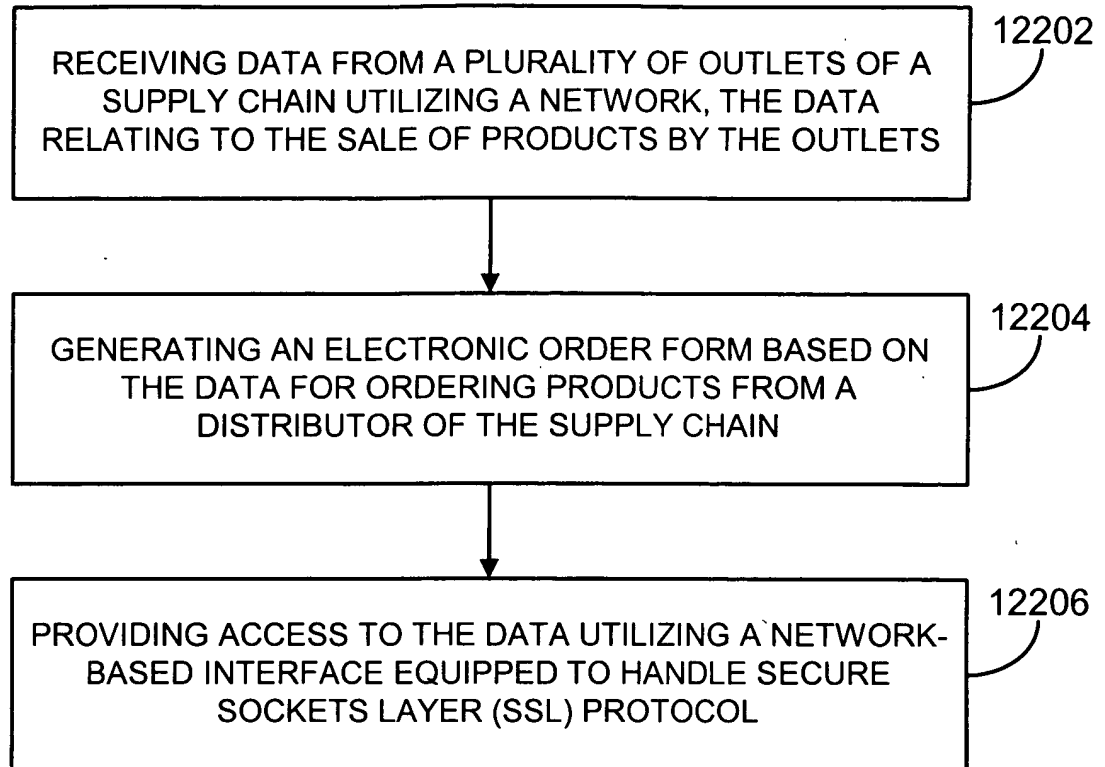 12202
RECEIVING DATA FROM A PLURALITY OF OUTLETS OF A
SUPPLY CHAIN UTILIZING A NETWORK, THE DATA
RELATING TO THE SALE OF PRODUCTS BY THE OUTLETS
12204
GENERATING AN ELECTRONIC ORDER FORM BASED ON
THE DATA FOR ORDERING PRODUCTS FROM A
DISTRIBUTOR OF THE SUPPLY CHAIN
12206
PROVIDING ACCESS TO THE DATA UTILIZING A NETWORK-
BASED INTERFACE EQUIPPED TO HANDLE SECURE
SOCKETS LAYER (SSL) PROTOCOL